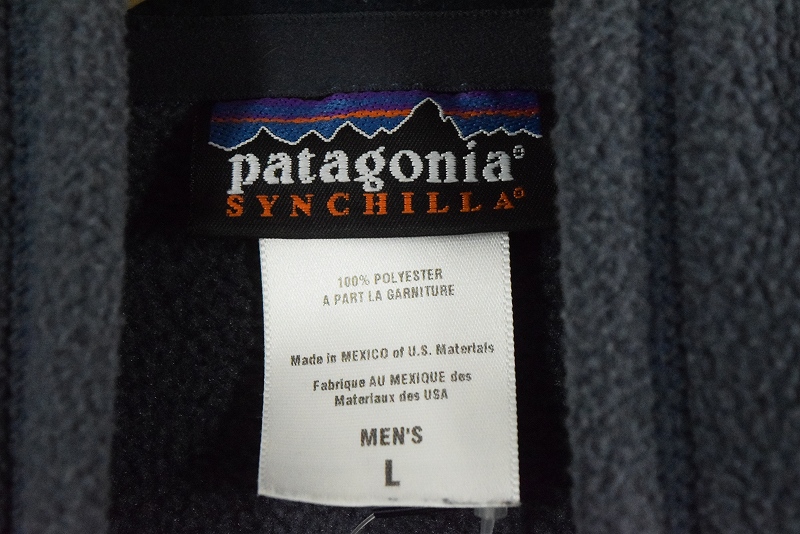 patagonia®
SYNCHILLA®
100% POLYESTER
A PART LA GARNITURE
Made in MEXICO of U.S. Materials
Fabrique AU MEXIQUE des
Materiaux des USA
MEN'S
L